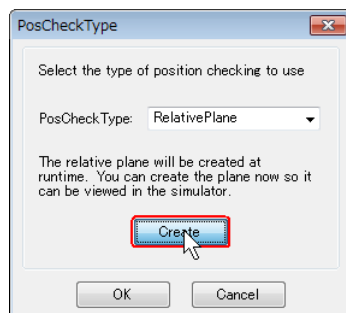 PosCheckType
Select the type of position checking to use
PosCheckType: RelativePlane
The relative plane will be created at
runtime. You can create the plane now so it
can be viewed in the simulator.
Create
OK Cancel